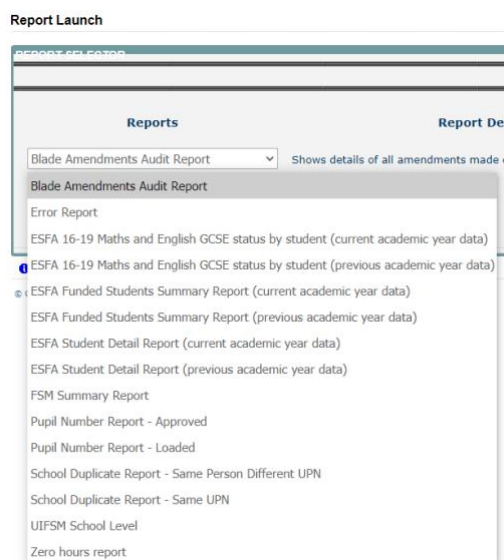 Report Launch
REPORT SELECTOR
Reports
Report De
Blade Amendments Audit Report
Shows details of all amendments made
Blade Amendments Audit Report
Error Report
ESFA 16-19 Maths and English GCSE status by student (current academic year data)
ESFA 16-19 Maths and English GCSE status by student (previous academic year data)
ESFA Funded Students Summary Report (current academic year data)
ESFA Funded Students Summary Report (previous academic year data)
ESFA Student Detail Report (current academic year data)
ESFA Student Detail Report (previous academic year data)
FSM Summary Report
Pupil Number Report - Approved
Pupil Number Report - Loaded
School Duplicate Report - Same Person Different UPN
School Duplicate Report - Same UPN
UIFSM School Level
Zero hours report